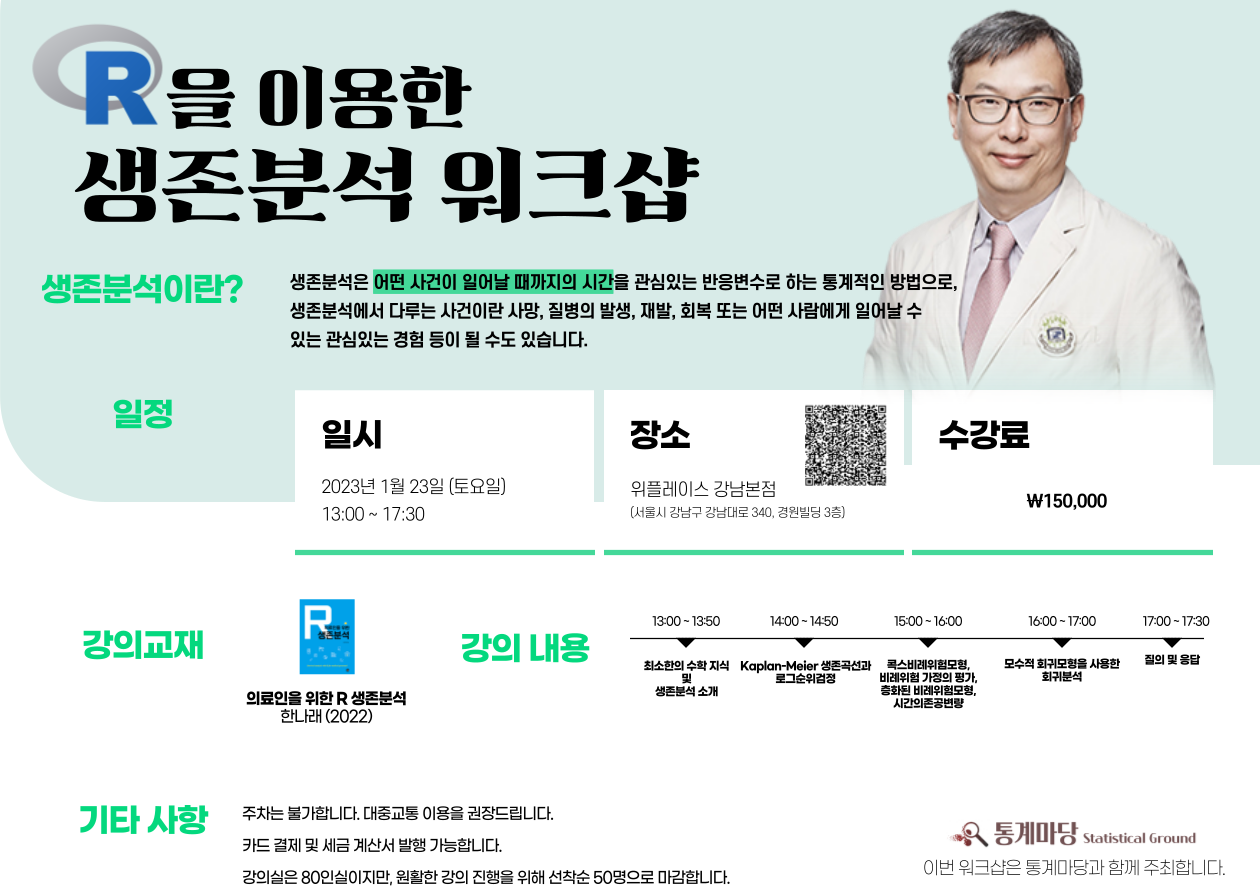 R을 이용한
생존분석 워크샵
생존분석이란?
생존분석은 어떤 사건이 일어날 때까지의 시간을 관심있는 반응변수로 하는 통계적인 방법으로,
생존분석에서 다루는 사건이란 사망, 질병의 발생, 재발, 회복 또는 어떤 사람에게 일어날 수
있는 관심있는 경험 등이 될 수도 있습니다.
일정
일시
2023년 1월 23일 (토요일)
13:00 ~ 17:30
장소
위플레이스 강남본점
(서울시 강남구 강남대로 340, 경원빌딩 3층)
수강료
₩150,000
강의교재
R
생존분석
의료인을 위한 R 생존분석
한나래 (2022)
강의 내용
13:00 ~ 13:50
최소한의 수학 지식
및
생존분석 소개
14:00 ~ 14:50
Kaplan-Meier 생존곡선과
로그순위검정
15:00 ~ 16:00
콕스비례위험모형,
비례위험 가정의 평가,
층화된 비례위험모형,
시간의존공변량
16:00 ~ 17:00
모수적 회귀모형을 사용한
회귀분석
17:00 ~ 17:30
질의 및 응답
기타 사항
주차는 불가합니다. 대중교통 이용을 권장드립니다.
카드 결제 및 세금 계산서 발행 가능합니다.
강의실은 80인실이지만, 원활한 강의 진행을 위해 선착순 50명으로 마감합니다.
통계마당 Statistical Ground
이번 워크샵은 통계마당과 함께 주최합니다.